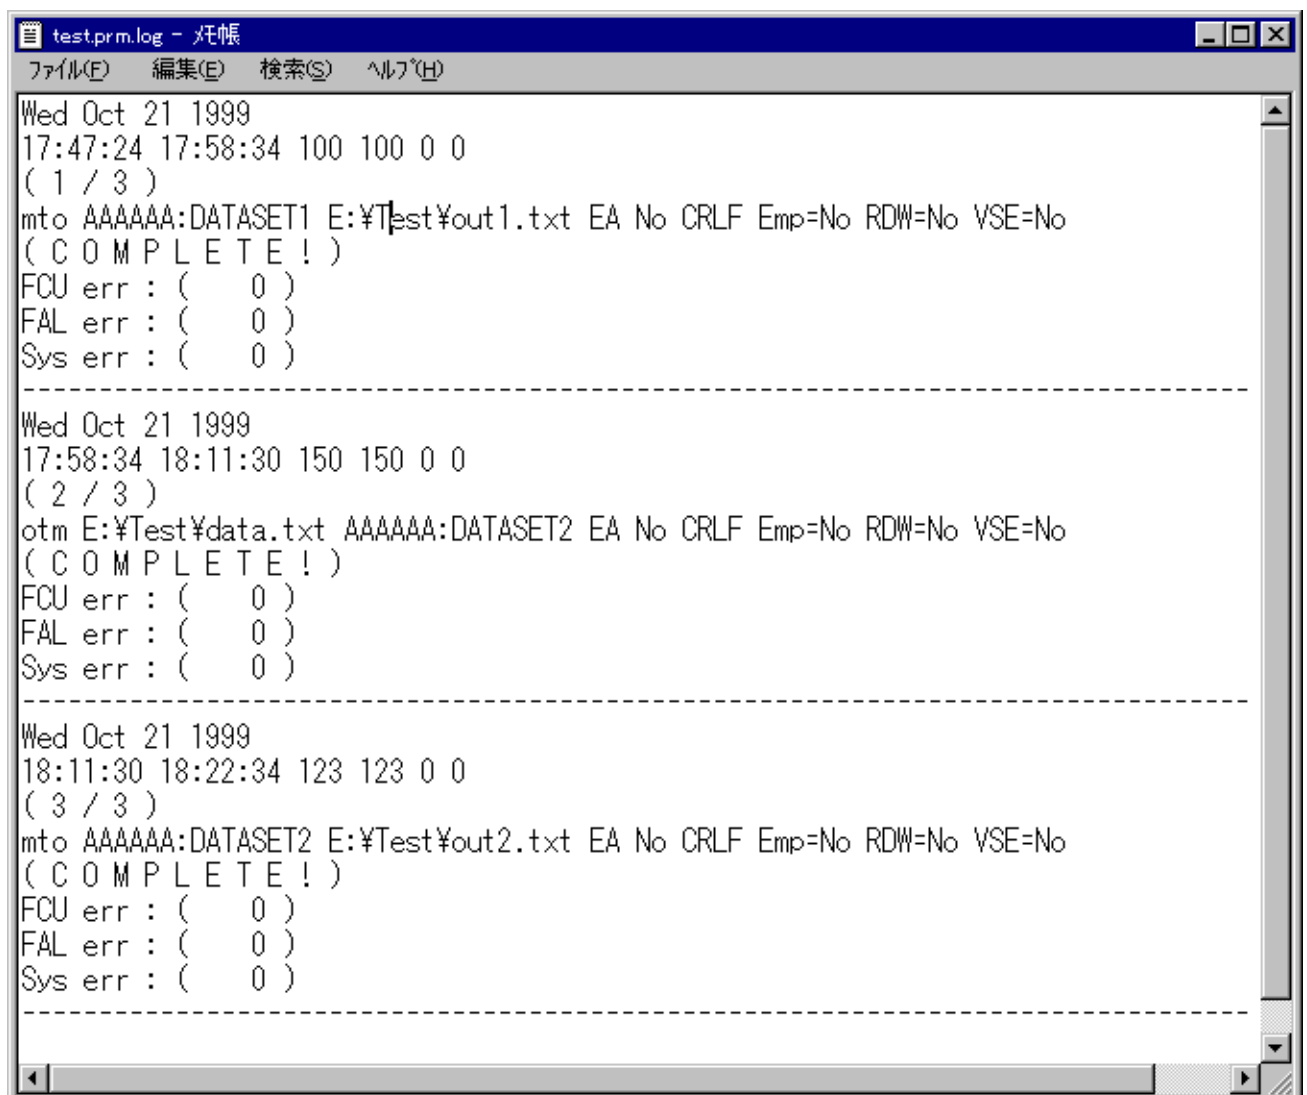 test.prm.log - ﾒﾓ帳
ﾌｧｲﾙ(F) 編集(E) 検索(S) ﾍﾙﾌﾟ(H)
Wed Oct 21 1999
17:47:24 17:58:34 100 100 0 0
( 1 / 3 )
mto AAAAAA:DATASET1 E:¥Test¥out1.txt EA No CRLF Emp=No RDW=No VSE=No
( C O M P L E T E ! )
FCU err : (    0 )
FAL err : (    0 )
Sys err : (    0 )
--------------------------------------------------------------------------------
Wed Oct 21 1999
17:58:34 18:11:30 150 150 0 0
( 2 / 3 )
otm E:¥Test¥data.txt AAAAAA:DATASET2 EA No CRLF Emp=No RDW=No VSE=No
( C O M P L E T E ! )
FCU err : (    0 )
FAL err : (    0 )
Sys err : (    0 )
--------------------------------------------------------------------------------
Wed Oct 21 1999
18:11:30 18:22:34 123 123 0 0
( 3 / 3 )
mto AAAAAA:DATASET2 E:¥Test¥out2.txt EA No CRLF Emp=No RDW=No VSE=No
( C O M P L E T E ! )
FCU err : (    0 )
FAL err : (    0 )
Sys err : (    0 )
--------------------------------------------------------------------------------